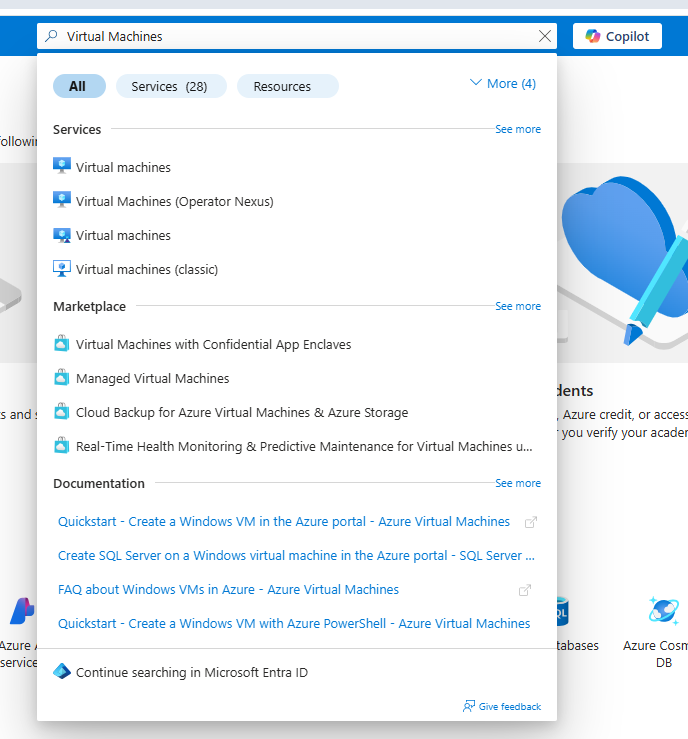 Virtual Machines
Copilot
All
Services (28)
Resources
More (4)
Services
See more
Virtual machines
Virtual Machines (Operator Nexus)
Virtual machines
Virtual machines (classic)
Marketplace
See more
Virtual Machines with Confidential App Enclaves
Managed Virtual Machines
Cloud Backup for Azure Virtual Machines & Azure Storage
Real-Time Health Monitoring & Predictive Maintenance for Virtual Machines u...
Documentation
See more
Quickstart - Create a Windows VM in the Azure portal - Azure Virtual Machines
Create SQL Server on a Windows virtual machine in the Azure portal - SQL Server ...
FAQ about Windows VMs in Azure - Azure Virtual Machines
Quickstart - Create a Windows VM with Azure PowerShell - Azure Virtual Machines
Continue searching in Microsoft Entra ID
Give feedback
followin
dents
s and s
, Azure credit, or access
you verify your academ
Azure A
service
SQL
tabases
Azure Cosm
DB